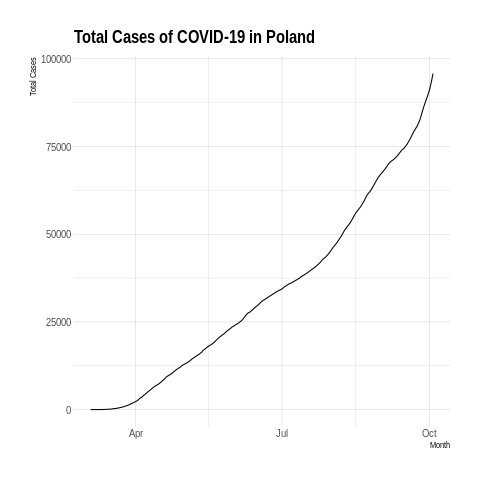 Total Cases of COVID-19 in Poland
Total Cases
100000
75000
50000
25000
0
Apr
Jul
Oct
Month